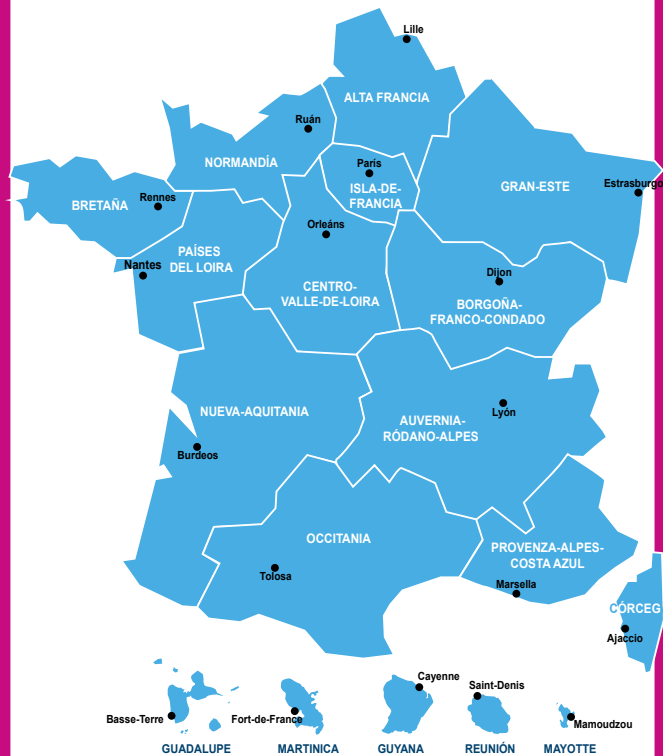 Lille
ALTA FRANCIA
Ruán
NORMANDÍA
París
ISLA-DE-
FRANCIA
GRAN-ESTE
Estrasburgo
BRETAÑA
Rennes
Orleáns
PAÍSES
DEL LOIRA
Nantes
CENTRO-
VALLE-DE-LOIRA
Dijon
BORGOÑA-
FRANCO-CONDADO
NUEVA-AQUITANIA
AUVERNIA-
RÓDANO-ALPES
Lyón
Burdeos
OCCITANIA
Tolosa
PROVENZA-ALPES-
COSTA AZUL
Marsella
CÓRCEG
Ajaccio
Cayenne
Saint-Denis
Basse-Terre
Fort-de-France
Mamoudzou
GUADALUPE
MARTINICA
GUYANA
REUNIÓN
MAYOTTE